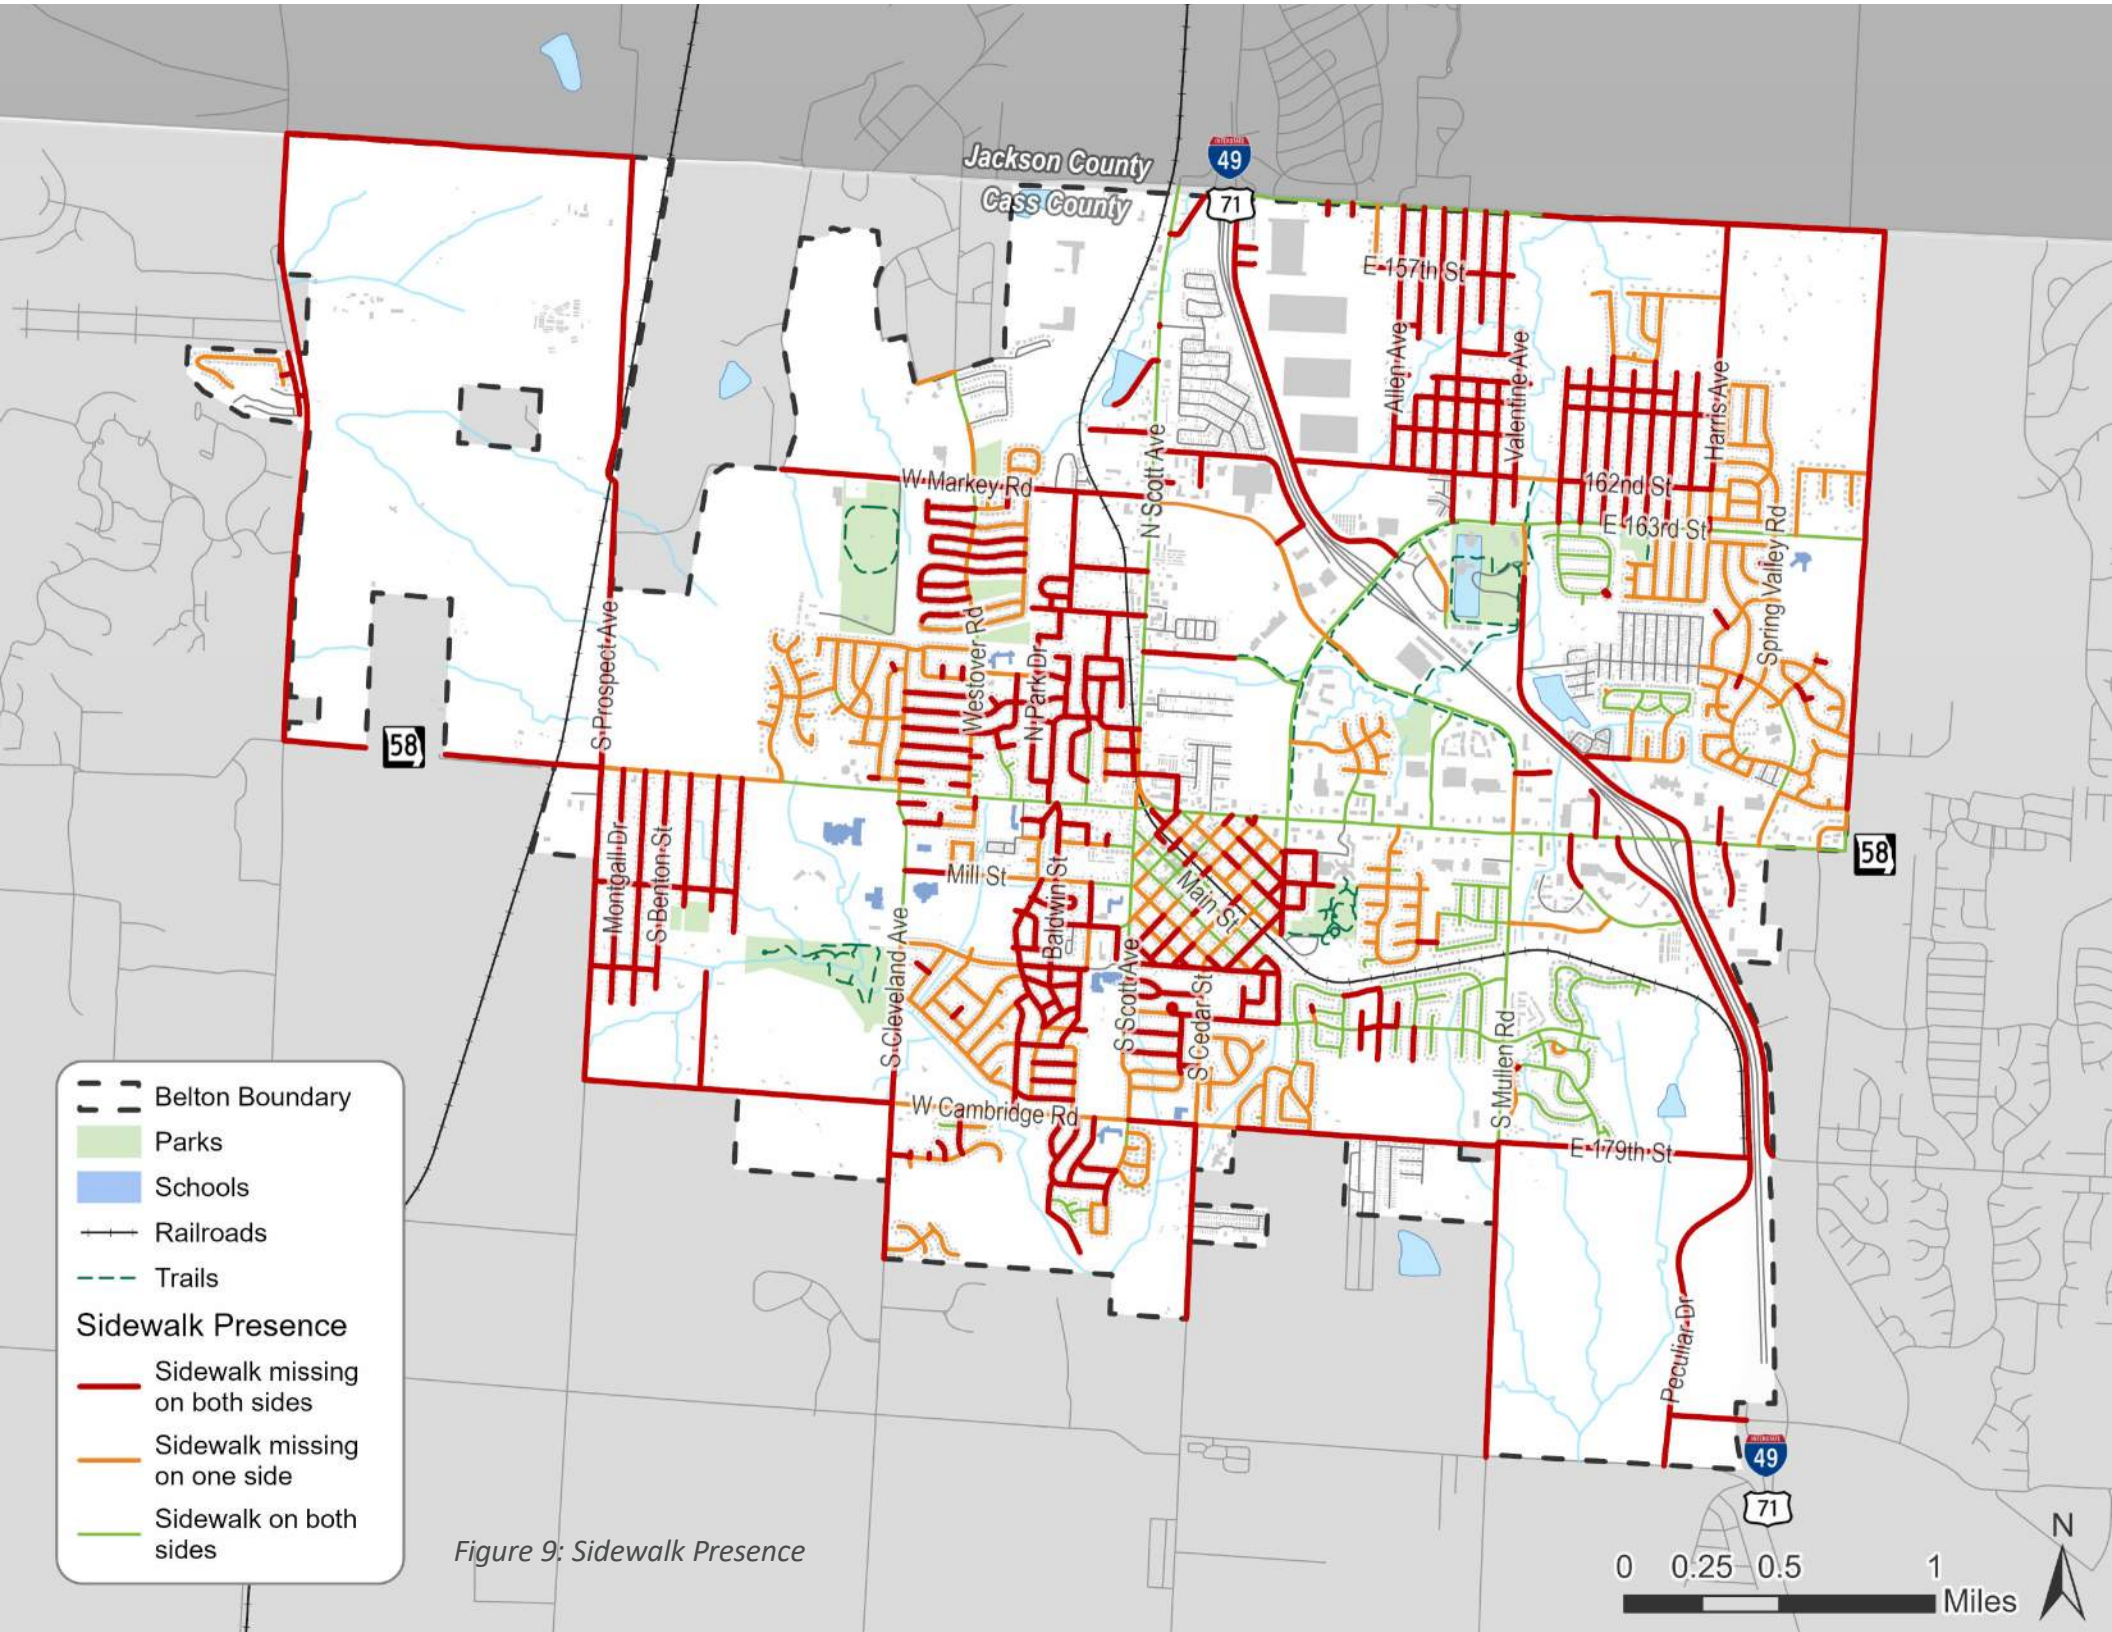 Jackson County
Cass County
INTERSTATE
49
71
E 157th St
Allen Ave
Valentine Ave
Harris Ave
W Markey Rd
N Scott Ave
162nd St
E 163rd St
Spring Valley Rd
S Prospect Ave
Westover Rd
N Park Dr
58
58
Montgall Dr
S Benton St
Mill St
Baldwin St
Main St
S Cleveland Ave
S Scott Ave
S Cedar St
S Mullen Rd
W Cambridge Rd
E 179th St
Peculiar Dr
INTERSTATE
49
71
Belton Boundary
Parks
Schools
Railroads
Trails
Sidewalk Presence
Sidewalk missing
on both sides
Sidewalk missing
on one side
Sidewalk on both
sides
Figure 9: Sidewalk Presence
N
0 0.25 0.5 1
Miles